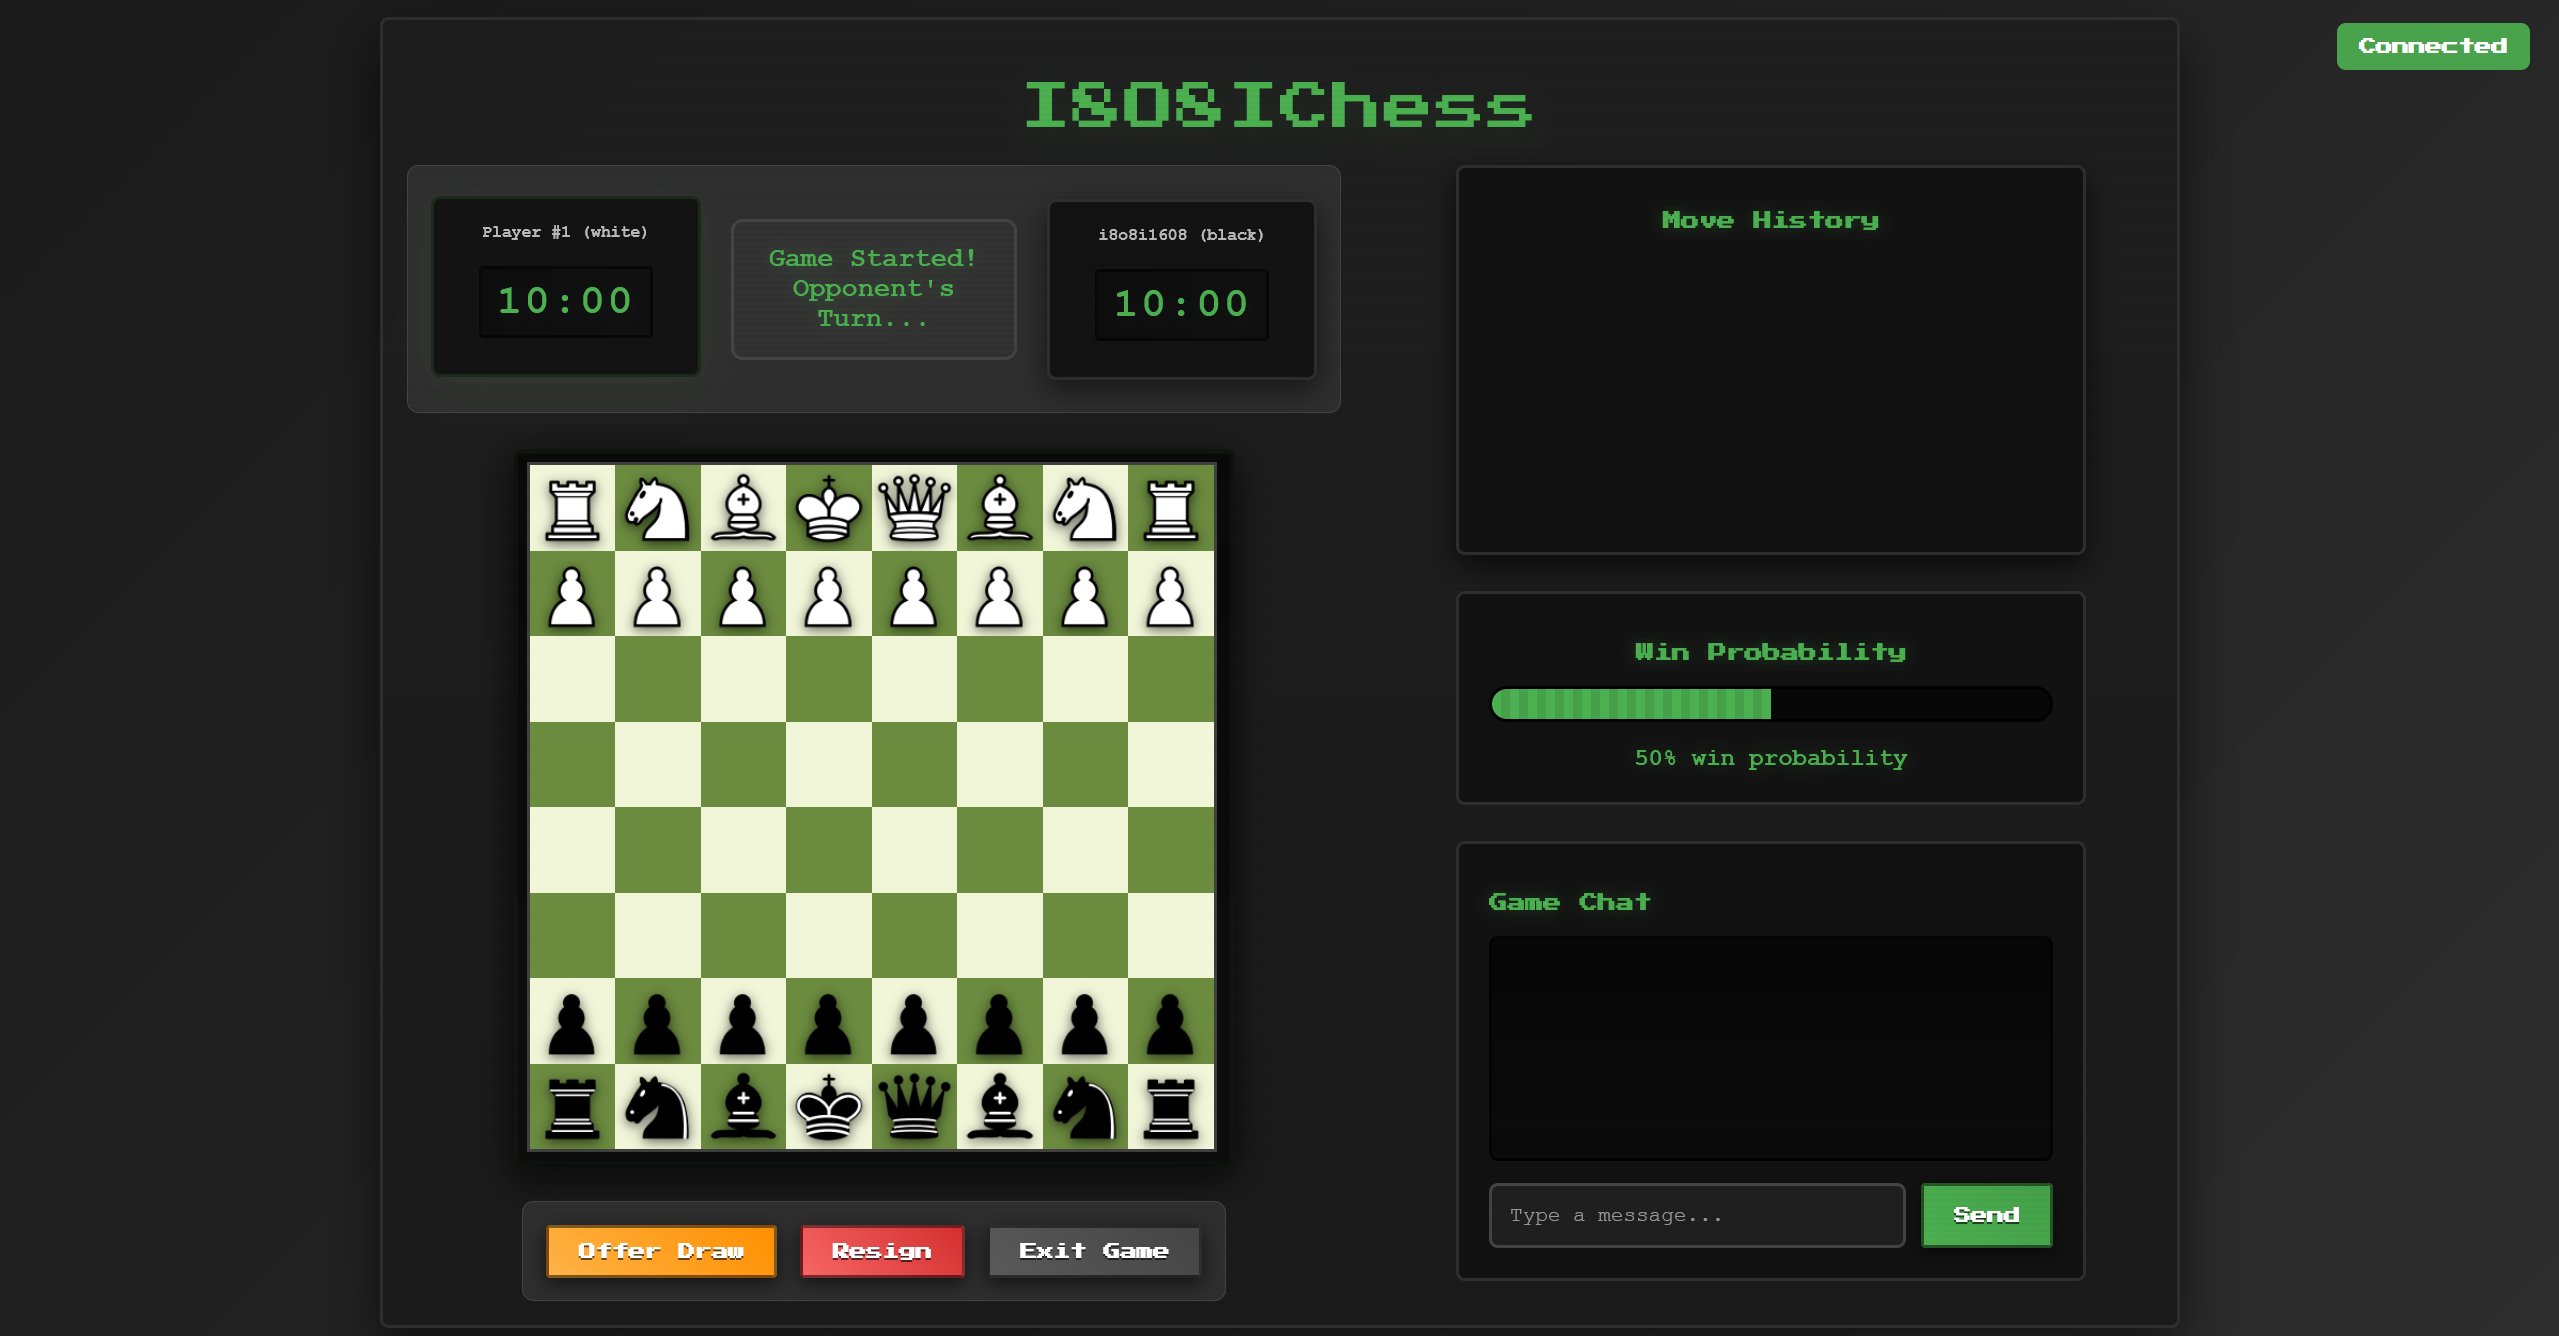 Connected
I8O8IChess
Player #1 (white)
10:00
Game Started!
Opponent's
Turn...
i8o8i1608 (black)
10:00
Move History
Win Probability
50% win probability
Game Chat
Type a message...
Send
Offer Draw
Resign
Exit Game